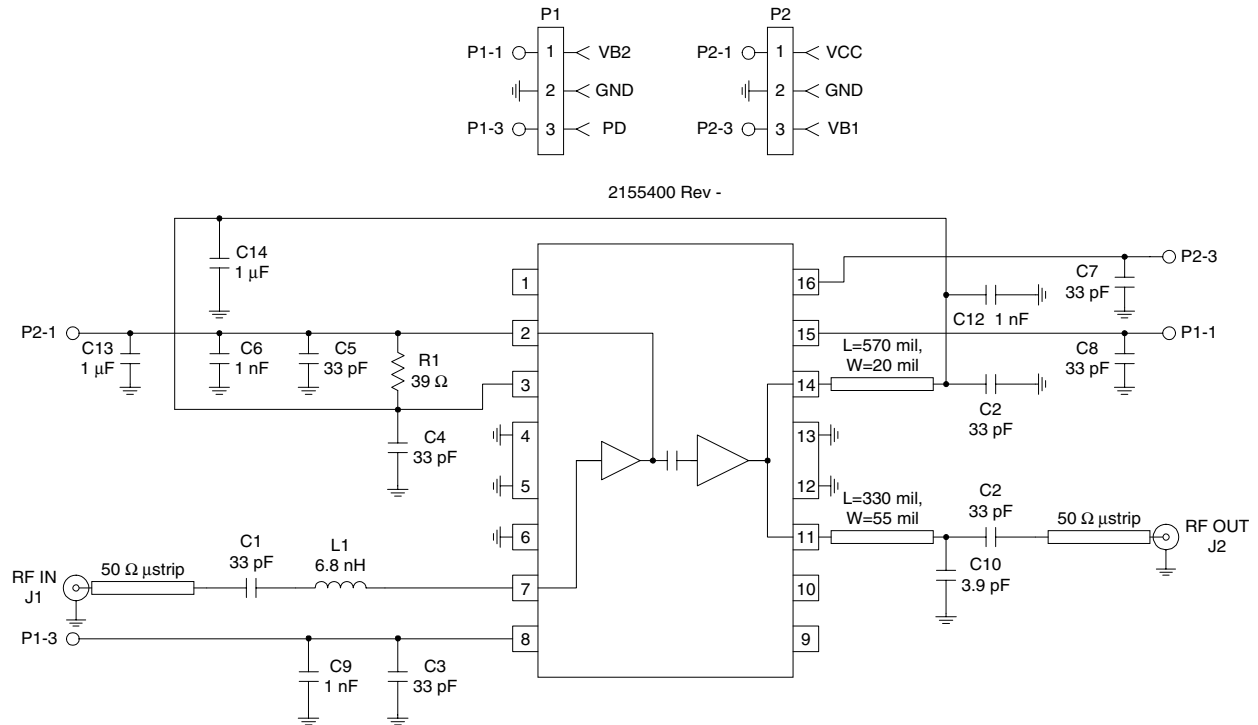 P1
P2
P1-1
1
VB2
P2-1
1
VCC
2
GND
2
GND
P1-3
3
PD
P2-3
3
VB1
2155400 Rev -
C14
1 µF
1
16
P2-3
C7
33 pF
C12 1 nF
P2-1
2
15
P1-1
C13
1 µF
C6
1 nF
C5
33 pF
R1
39 Ω
L=570 mil,
W=20 mil
C8
33 pF
3
14
C2
33 pF
C4
33 pF
4
13
5
12
L=330 mil,
W=55 mil
C2
33 pF
50 Ω µstrip
RF OUT
J2
6
11
C1
33 pF
L1
6.8 nH
C10
3.9 pF
RF IN
J1
50 Ω µstrip
7
10
P1-3
8
9
C9
1 nF
C3
33 pF